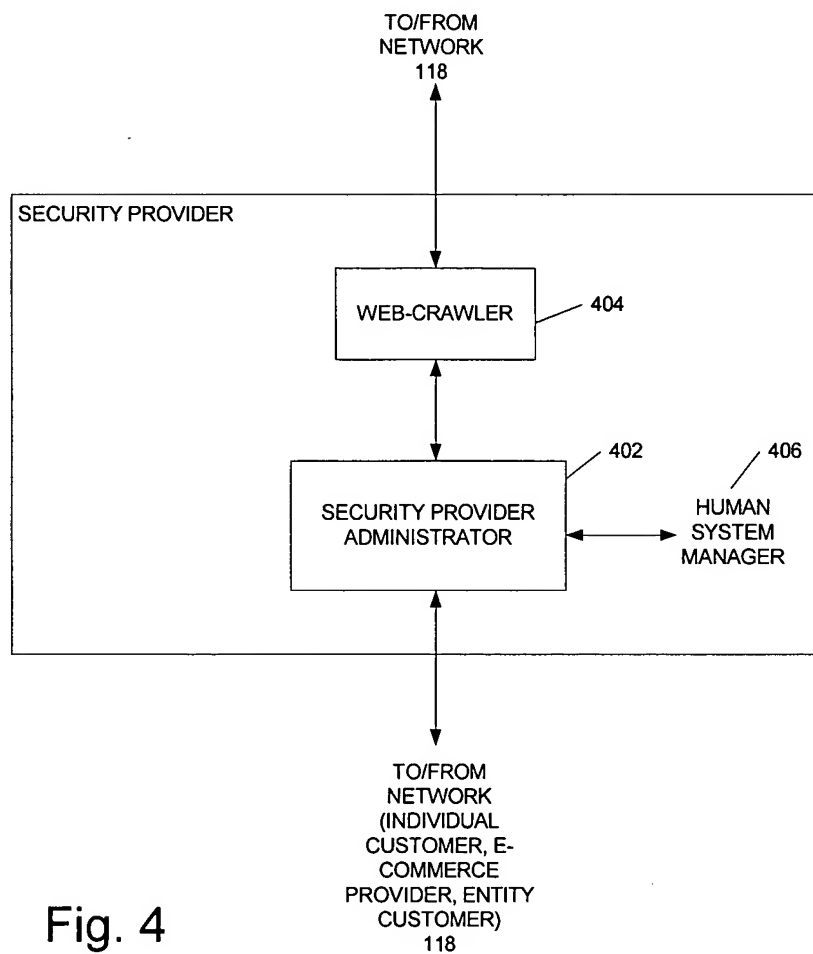 TO/FROM
NETWORK
118
SECURITY PROVIDER
WEB-CRAWLER
404
402
406
SECURITY PROVIDER
ADMINISTRATOR
HUMAN
SYSTEM
MANAGER
TO/FROM
NETWORK
(INDIVIDUAL
CUSTOMER, E-
COMMERCE
PROVIDER, ENTITY
CUSTOMER)
118
Fig. 4